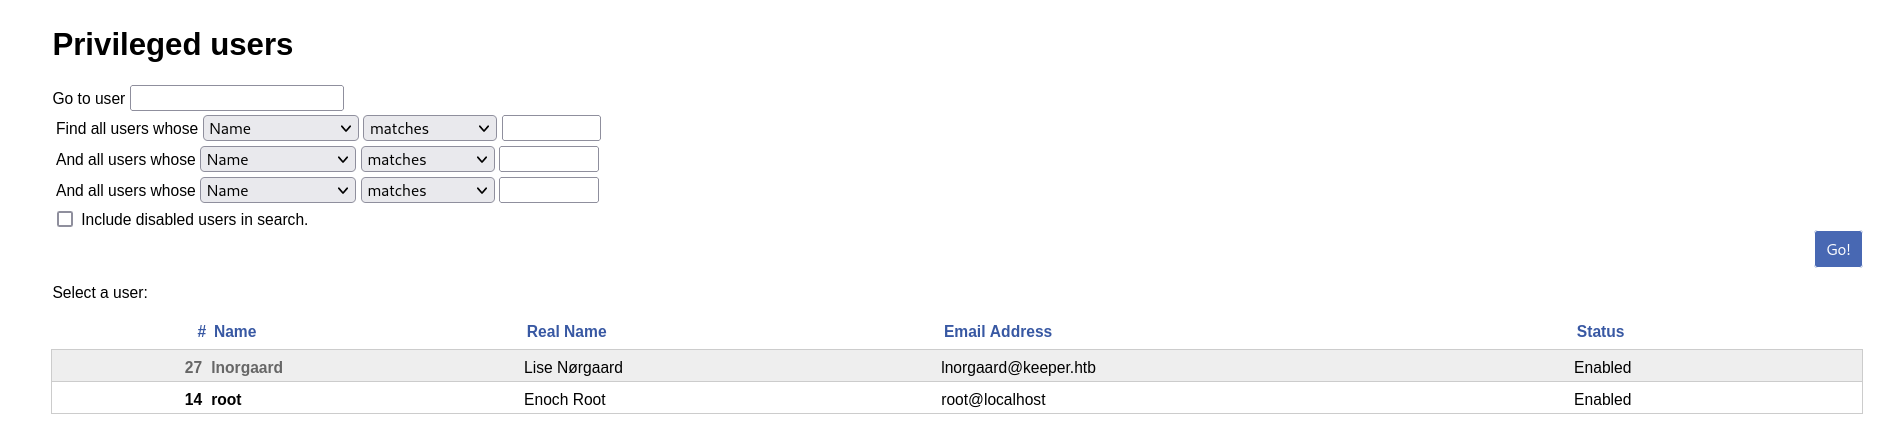 Privileged users
Go to user
Find all users whose Name matches
And all users whose Name matches
And all users whose Name matches
Include disabled users in search.
Go!
Select a user:
# Name Real Name Email Address Status
27 lnorgaard Lise Nørgaard lnorgaard@keeper.htb Enabled
14 root Enoch Root root@localhost Enabled